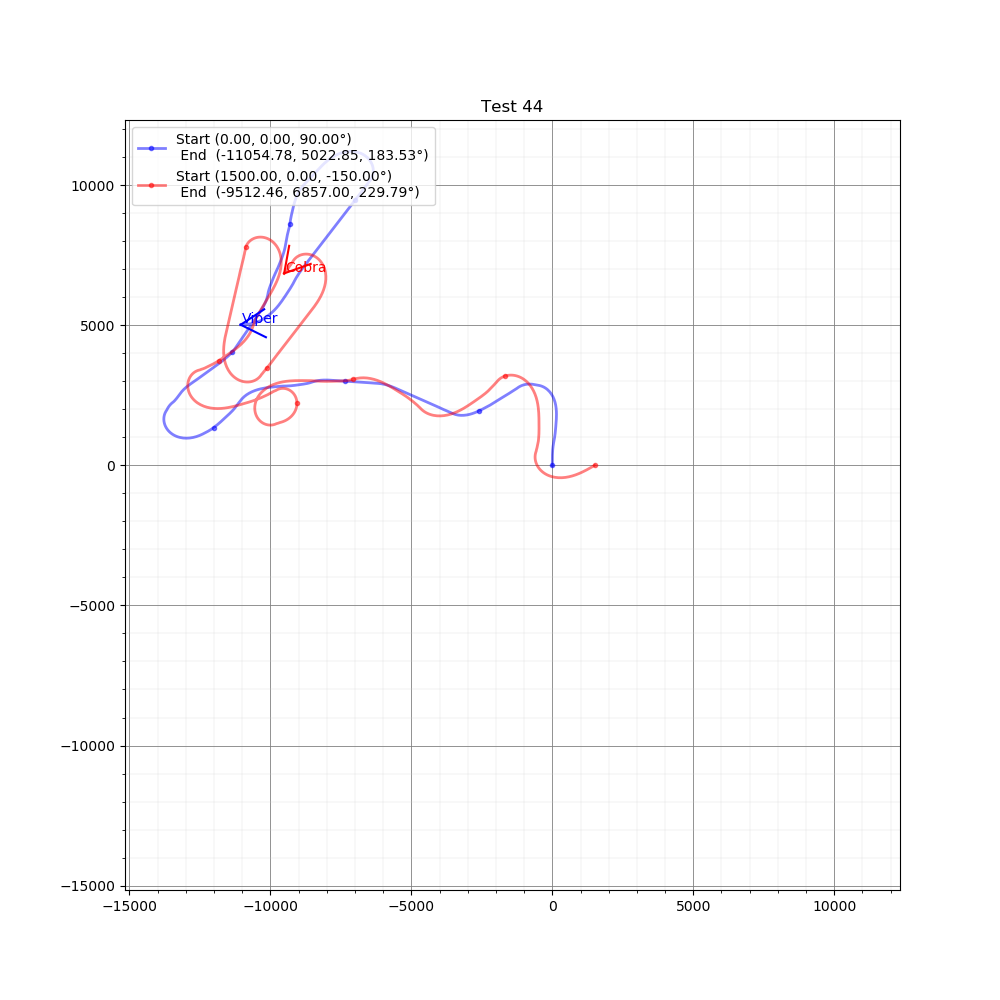 Test 44
Start (0.00, 0.00, 90.00°)
End (-11054.78, 5022.85, 183.53°)
Start (1500.00, 0.00, -150.00°)
End (-9512.46, 6857.00, 229.79°)
10000
Cobra
Viper
5000
0
−5000
−10000
−15000
−15000 −10000 −5000 0 5000 10000